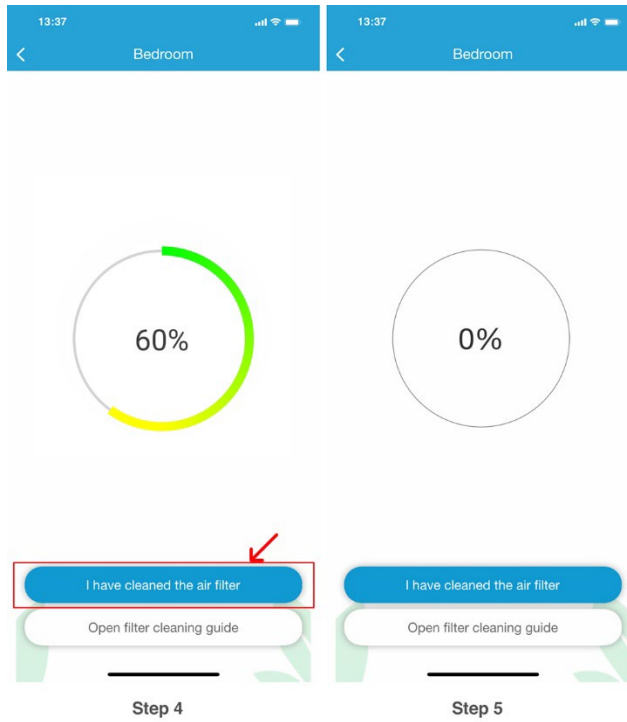 13:37
Bedroom
60%
I have cleaned the air filter
Open filter cleaning guide
Step 4
13:37
Bedroom
0%
I have cleaned the air filter
Open filter cleaning guide
Step 5